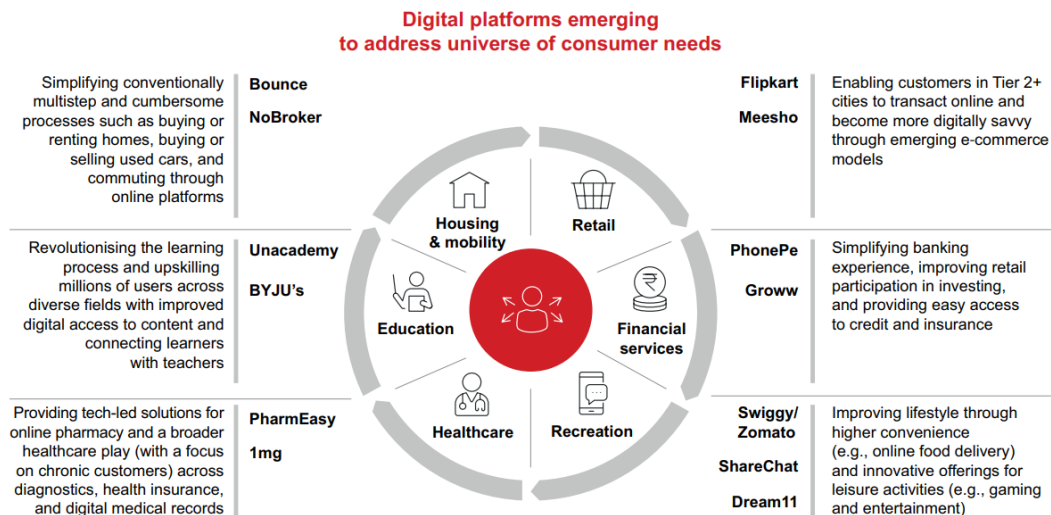 Digital platforms emerging
to address universe of consumer needs
Simplifying conventionally
multistep and cumbersome
processes such as buying or
renting homes, buying or
selling used cars, and
commuting through
online platforms
Bounce
NoBroker
Housing
& mobility
Retail
Flipkart
Meesho
Enabling customers in Tier 2+
cities to transact online and
become more digitally savvy
through emerging e-commerce
models
Revolutionising the learning
process and upskilling
millions of users across
diverse fields with improved
digital access to content and
connecting learners
with teachers
Unacademy
BYJU’s
Education
Financial
services
PhonePe
Groww
Simplifying banking
experience, improving retail
participation in investing,
and providing easy access
to credit and insurance
Providing tech-led solutions for
online pharmacy and a broader
healthcare play (with a focus
on chronic customers) across
diagnostics, health insurance,
and digital medical records
PharmEasy
1mg
Healthcare
Recreation
Swiggy/
Zomato
ShareChat
Dream11
Improving lifestyle through
higher convenience
(e.g., online food delivery)
and innovative offerings for
leisure activities (e.g., gaming
and entertainment)